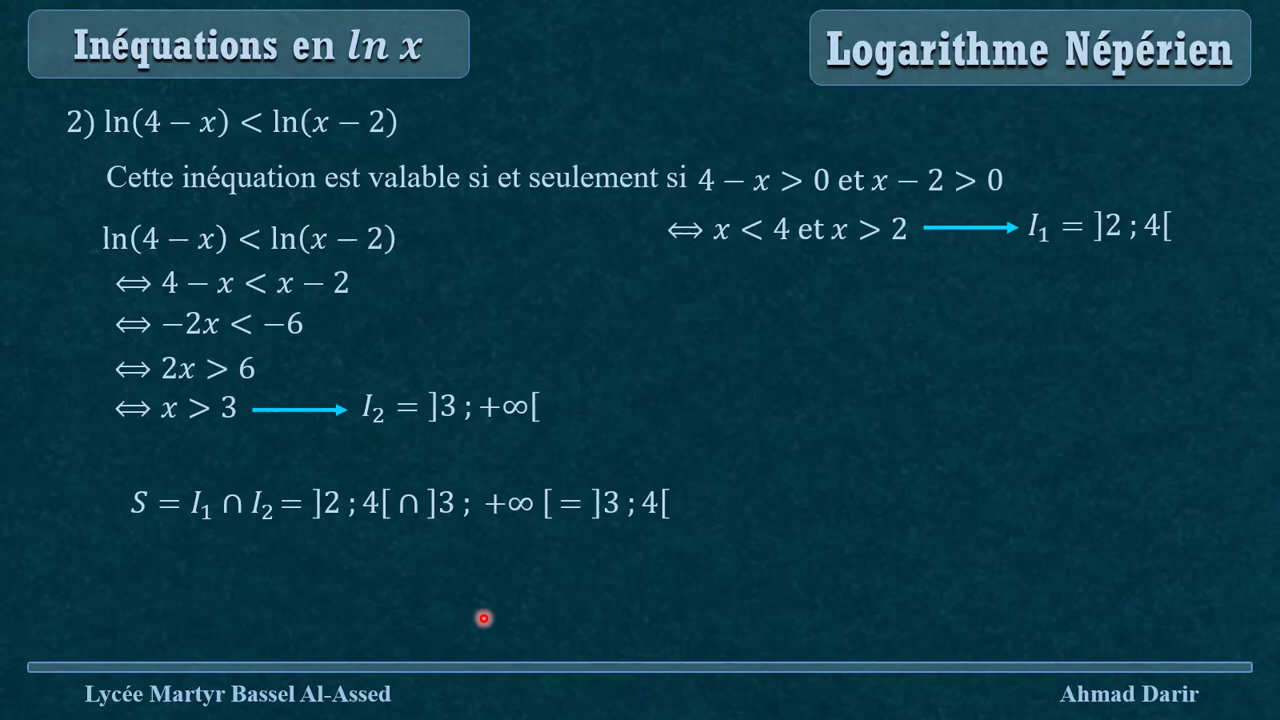 Inéquations en ln x
Logarithme Népérien
2) ln(4 − x) < ln(x − 2)
Cette inéquation est valable si et seulement si 4 − x > 0 et x − 2 > 0
⟺ x < 4 et x > 2 ⟶ I₁ = ]2 ; 4[
ln(4 − x) < ln(x − 2)
⟺ 4 − x < x − 2
⟺ −2x < −6
⟺ 2x > 6
⟺ x > 3 ⟶ I₂ = ]3 ; +∞[
S = I₁ ∩ I₂ = ]2 ; 4[ ∩ ]3 ; +∞ [ = ]3 ; 4[
Lycée Martyr Bassel Al-Assed
Ahmad Darir